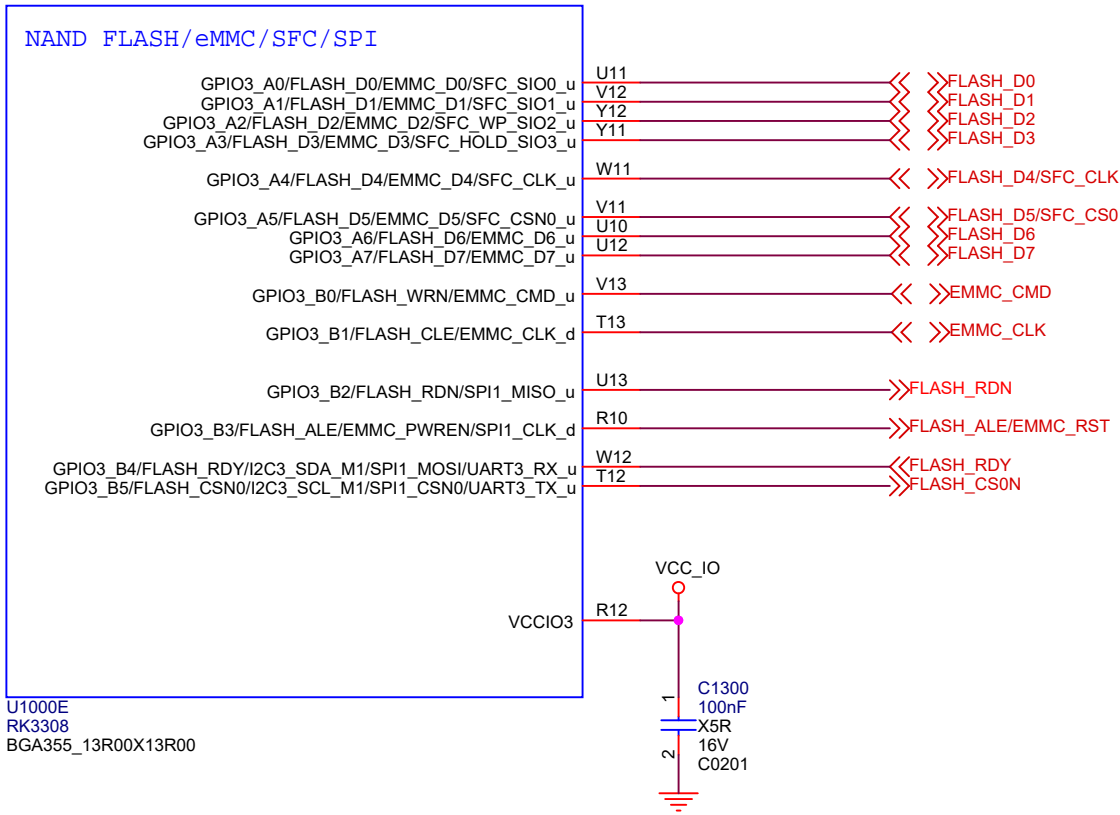 NAND FLASH/eMMC/SFC/SPI
GPIO3_A0/FLASH_D0/EMMC_D0/SFC_SIO0_u U11 FLASH_D0
GPIO3_A1/FLASH_D1/EMMC_D1/SFC_SIO1_u V12 FLASH_D1
GPIO3_A2/FLASH_D2/EMMC_D2/SFC_WP_SIO2_u Y12 FLASH_D2
GPIO3_A3/FLASH_D3/EMMC_D3/SFC_HOLD_SIO3_u Y11 FLASH_D3
GPIO3_A4/FLASH_D4/EMMC_D4/SFC_CLK_u W11 FLASH_D4/SFC_CLK
GPIO3_A5/FLASH_D5/EMMC_D5/SFC_CSN0_u V11 FLASH_D5/SFC_CS0
GPIO3_A6/FLASH_D6/EMMC_D6_u U10 FLASH_D6
GPIO3_A7/FLASH_D7/EMMC_D7_u U12 FLASH_D7
GPIO3_B0/FLASH_WRN/EMMC_CMD_u V13 EMMC_CMD
GPIO3_B1/FLASH_CLE/EMMC_CLK_d T13 EMMC_CLK
GPIO3_B2/FLASH_RDN/SPI1_MISO_u U13 FLASH_RDN
GPIO3_B3/FLASH_ALE/EMMC_PWREN/SPI1_CLK_d R10 FLASH_ALE/EMMC_RST
GPIO3_B4/FLASH_RDY/I2C3_SDA_M1/SPI1_MOSI/UART3_RX_u W12 FLASH_RDY
GPIO3_B5/FLASH_CSN0/I2C3_SCL_M1/SPI1_CSN0/UART3_TX_u T12 FLASH_CS0N
VCC_IO
VCCIO3 R12
1
C1300
100nF
X5R
16V
C0201
2
U1000E
RK3308
BGA355_13R00X13R00